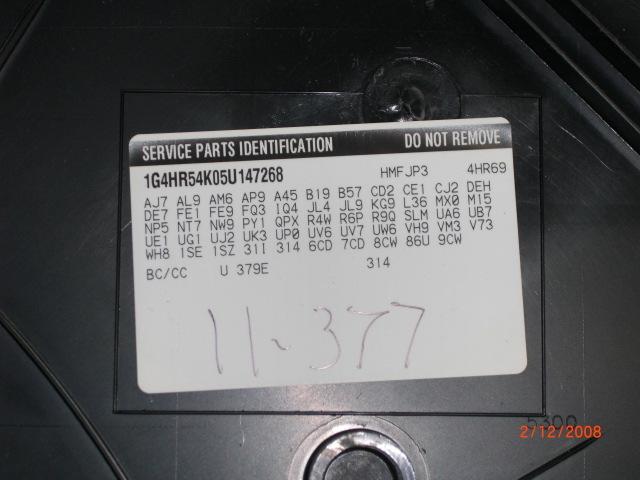 SERVICE PARTS IDENTIFICATION DO NOT REMOVE
1G4HR54K05U147268 HMFJP3 4HR69
AJ7 AL9 AM6 AP9 A45 B19 B57 CD2 CE1 CJ2 DEH
DE7 FE1 FE9 FQ3 IQ4 JL4 JL9 KG9 L36 MX0 M15
NP5 NT7 NW9 PY1 QPX R4W R6P R9Q SLM UA6 UB7
UE1 UG1 UJ2 UK3 UP0 UV6 UV7 UW6 VH9 VM3 V73
WH8 1SE 1SZ 31I 314 6CD 7CD 8CW 86U 9CW
BC/CC U 379E 314
11-377
5300
2/12/2008